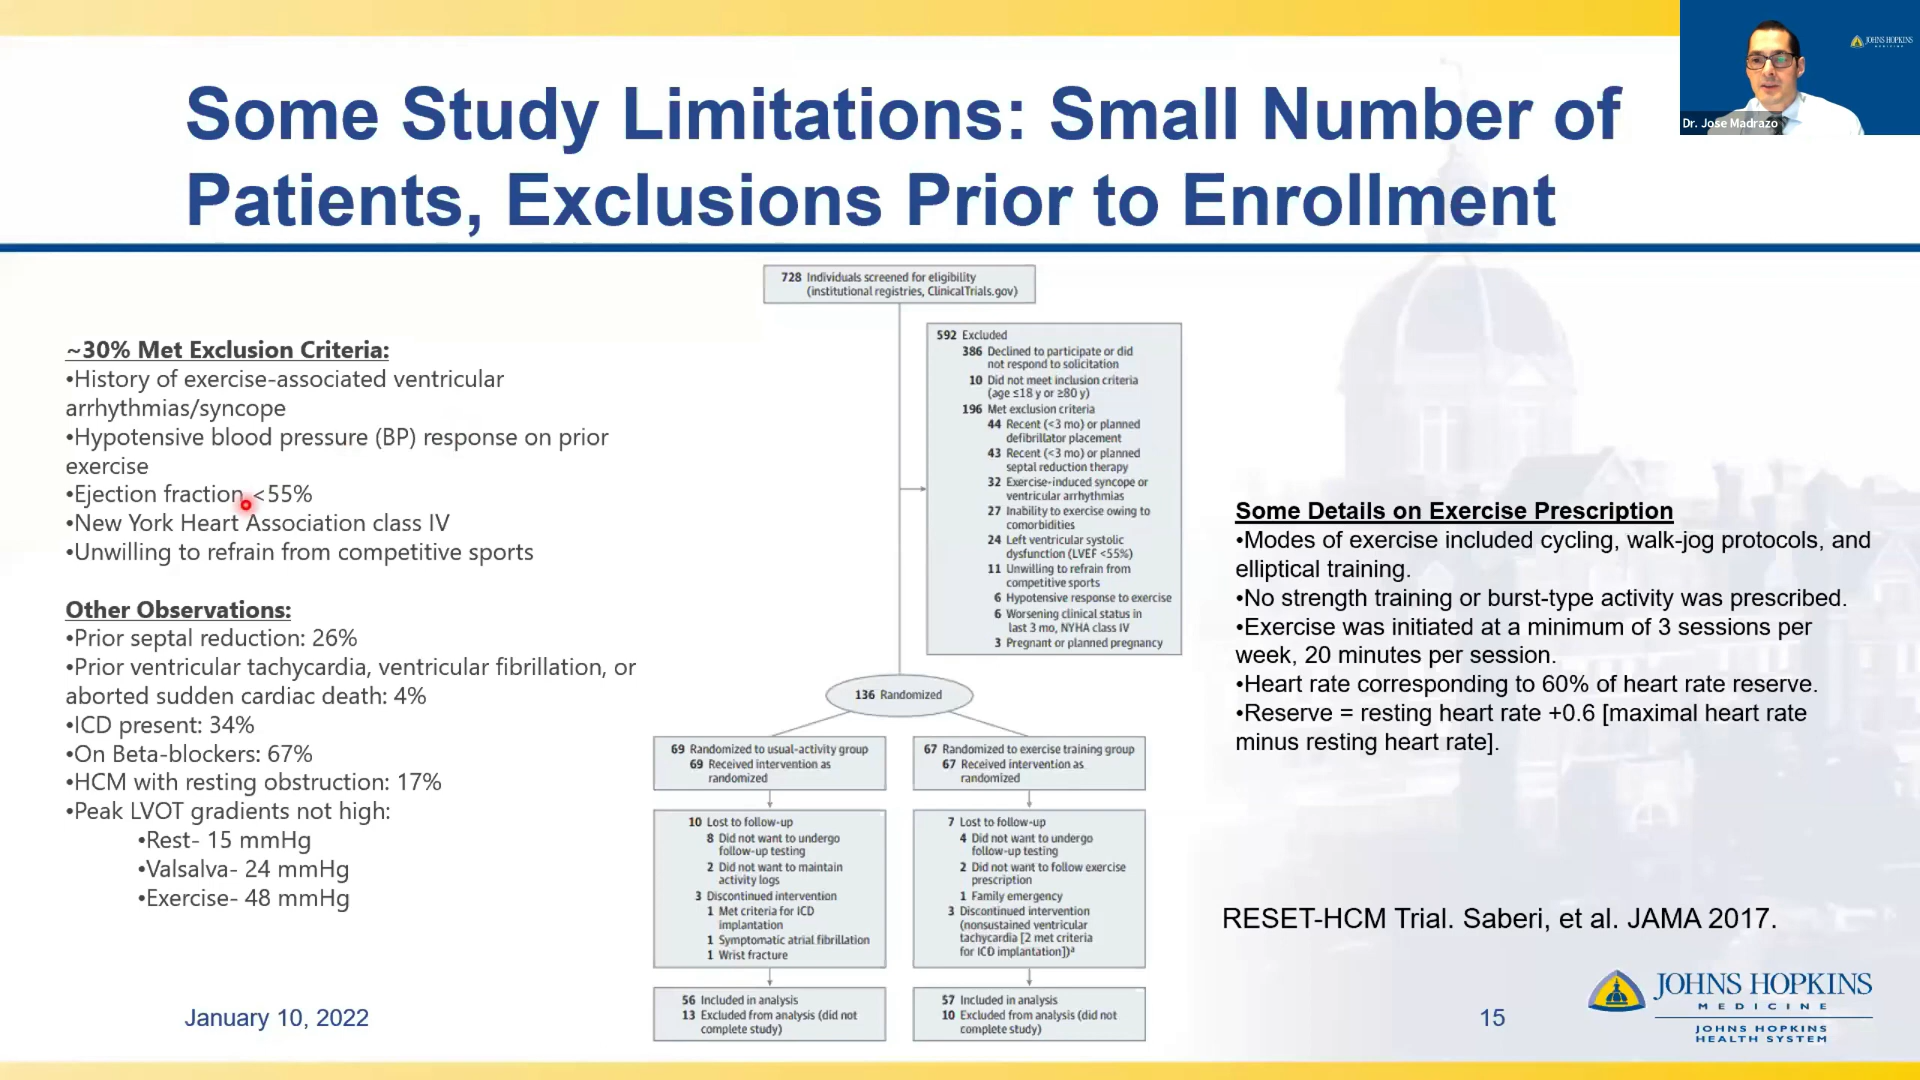 Some Study Limitations: Small Number of
Patients, Exclusions Prior to Enrollment
JOHNS HOPKINS
MEDICINE
Dr. Jose Madrazo
~30% Met Exclusion Criteria:
•History of exercise-associated ventricular
arrhythmias/syncope
•Hypotensive blood pressure (BP) response on prior
exercise
•Ejection fraction <55%
•New York Heart Association class IV
•Unwilling to refrain from competitive sports
Other Observations:
•Prior septal reduction: 26%
•Prior ventricular tachycardia, ventricular fibrillation, or
aborted sudden cardiac death: 4%
•ICD present: 34%
•On Beta-blockers: 67%
•HCM with resting obstruction: 17%
•Peak LVOT gradients not high:
•Rest- 15 mmHg
•Valsalva- 24 mmHg
•Exercise- 48 mmHg
728 Individuals screened for eligibility
(institutional registries, ClinicalTrials.gov)
592 Excluded
386 Declined to participate or did
not respond to solicitation
10 Did not meet inclusion criteria
(age ≤18 y or ≥80 y)
196 Met exclusion criteria
44 Recent (<3 mo) or planned
defibrillator placement
43 Recent (<3 mo) or planned
septal reduction therapy
32 Exercise-induced syncope or
ventricular arrhythmias
27 Inability to exercise owing to
comorbidities
24 Left ventricular systolic
dysfunction (LVEF <55%)
11 Unwilling to refrain from
competitive sports
6 Hypotensive response to exercise
6 Worsening clinical status in
last 3 mo, NYHA class IV
3 Pregnant or planned pregnancy
136 Randomized
69 Randomized to usual-activity group
69 Received intervention as
randomized
67 Randomized to exercise training group
67 Received intervention as
randomized
10 Lost to follow-up
8 Did not want to undergo
follow-up testing
2 Did not want to maintain
activity logs
3 Discontinued intervention
1 Met criteria for ICD
implantation
1 Symptomatic atrial fibrillation
1 Wrist fracture
7 Lost to follow-up
4 Did not want to undergo
follow-up testing
2 Did not want to follow exercise
prescription
1 Family emergency
3 Discontinued intervention
(nonsustained ventricular
tachycardia [2 met criteria
for ICD implantation])a
56 Included in analysis
13 Excluded from analysis (did not
complete study)
57 Included in analysis
10 Excluded from analysis (did not
complete study)
Some Details on Exercise Prescription
•Modes of exercise included cycling, walk-jog protocols, and
elliptical training.
•No strength training or burst-type activity was prescribed.
•Exercise was initiated at a minimum of 3 sessions per
week, 20 minutes per session.
•Heart rate corresponding to 60% of heart rate reserve.
•Reserve = resting heart rate +0.6 [maximal heart rate
minus resting heart rate].
RESET-HCM Trial. Saberi, et al. JAMA 2017.
January 10, 2022
15
JOHNS HOPKINS
MEDICINE
JOHNS HOPKINS
HEALTH SYSTEM